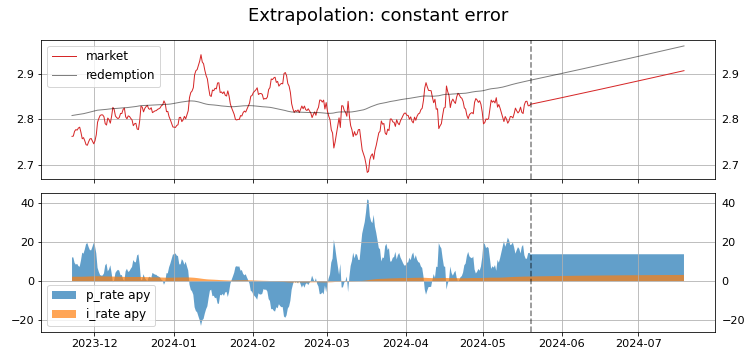 Extrapolation: constant error
market
redemption
2.9
2.8
2.7
2.9
2.8
2.7
40
20
0
−20
40
20
0
−20
p_rate apy
i_rate apy
2023-12 2024-01 2024-02 2024-03 2024-04 2024-05 2024-06 2024-07